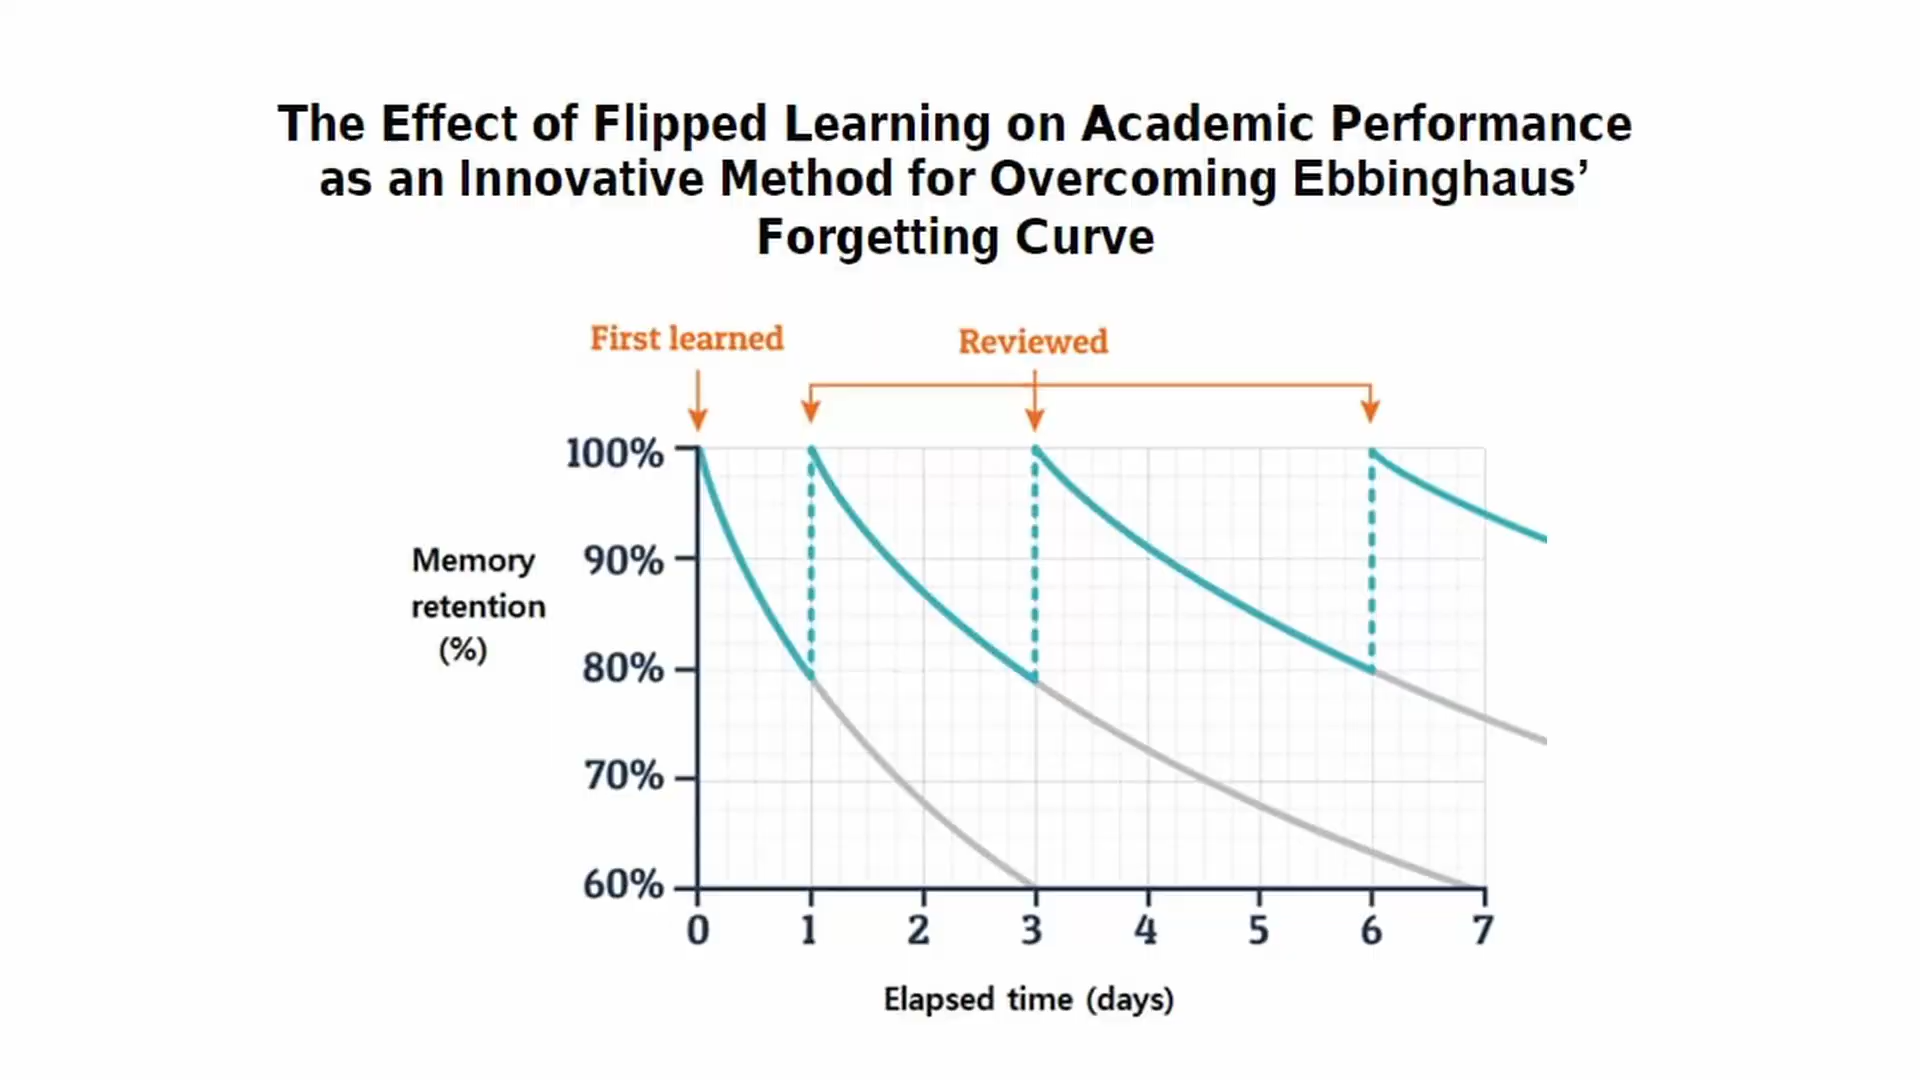 The Effect of Flipped Learning on Academic Performance
as an Innovative Method for Overcoming Ebbinghaus’
Forgetting Curve
First learned
Reviewed
100%
90%
80%
70%
60%
Memory
retention
(%)
0 1 2 3 4 5 6 7
Elapsed time (days)